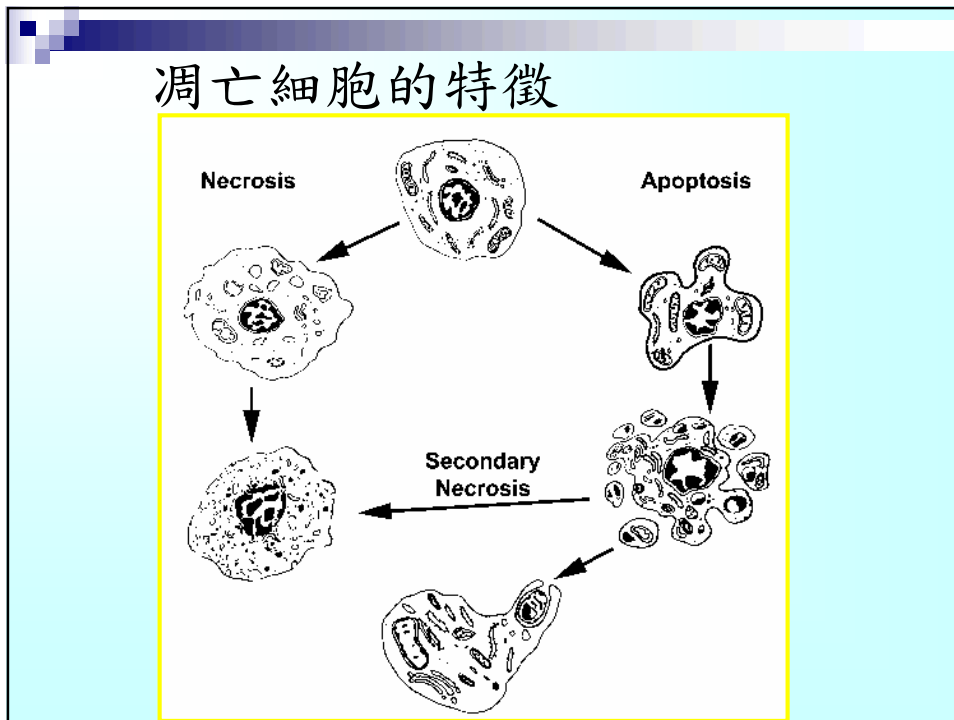 凋亡細胞的特徵
Necrosis
Apoptosis
Secondary
Necrosis